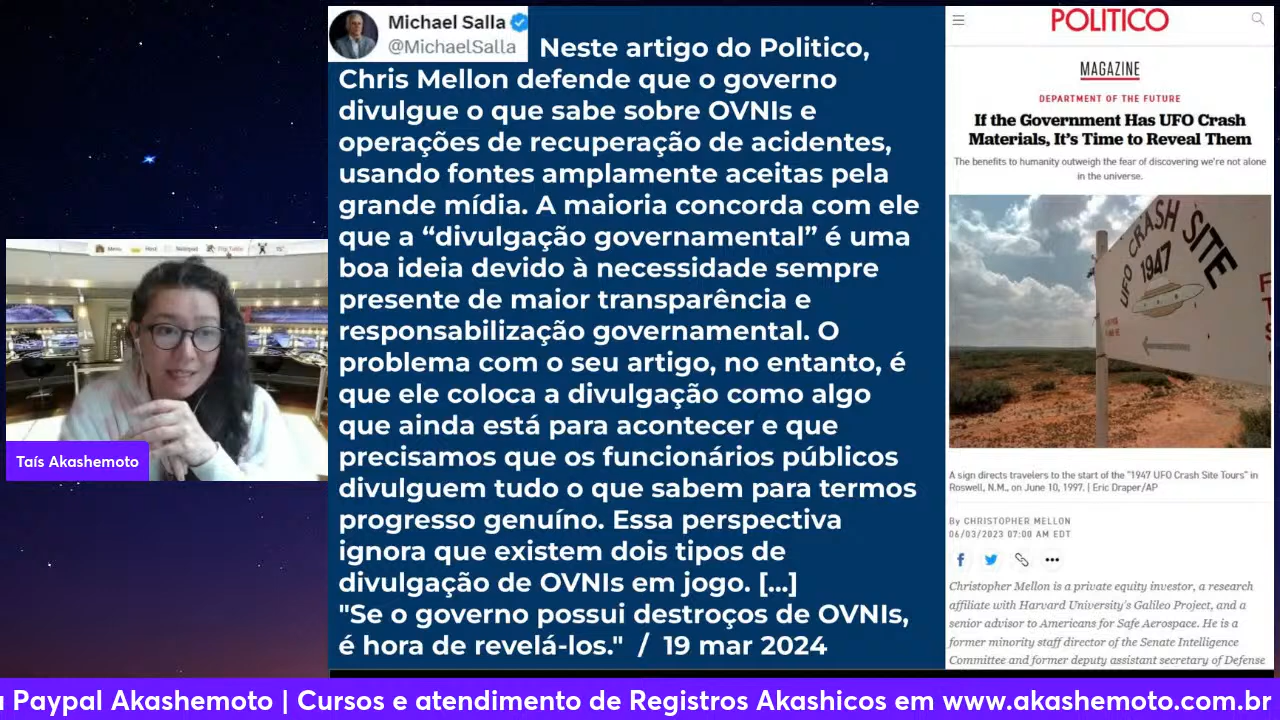 Michael Salla
@MichaelSalla
Neste artigo do Politico,
Chris Mellon defende que o governo
divulgue o que sabe sobre OVNIs e
operações de recuperação de acidentes,
usando fontes amplamente aceitas pela
grande mídia. A maioria concorda com ele
que a “divulgação governamental” é uma
boa ideia devido à necessidade sempre
presente de maior transparência e
responsabilização governamental. O
problema com o seu artigo, no entanto, é
que ele coloca a divulgação como algo
que ainda está para acontecer e que
precisamos que os funcionários públicos
divulguem tudo o que sabem para termos
progresso genuíno. Essa perspectiva
ignora que existem dois tipos de
divulgação de OVNIs em jogo. [...]
"Se o governo possui destroços de OVNIs,
é hora de revelá-los." / 19 mar 2024
POLITICO
MAGAZINE
DEPARTMENT OF THE FUTURE
If the Government Has UFO Crash
Materials, It’s Time to Reveal Them
The benefits to humanity outweigh the fear of discovering we're not alone
in the universe.
UFO CRASH SITE
1947
A sign directs travelers to the start of the "1947 UFO Crash Site Tours" in
Roswell, N.M., on June 10, 1997. | Eric Draper/AP
By CHRISTOPHER MELLON
06/03/2023 07:00 AM EDT
Christopher Mellon is a private equity investor, a research
affiliate with Harvard University's Galileo Project, and a
senior advisor to Americans for Safe Aerospace. He is a
former minority staff director of the Senate Intelligence
Committee and former deputy assistant secretary of Defense
Menu
Taís Akashemoto
Paypal Akashemoto | Cursos e atendimento de Registros Akashicos em www.akashemoto.com.br